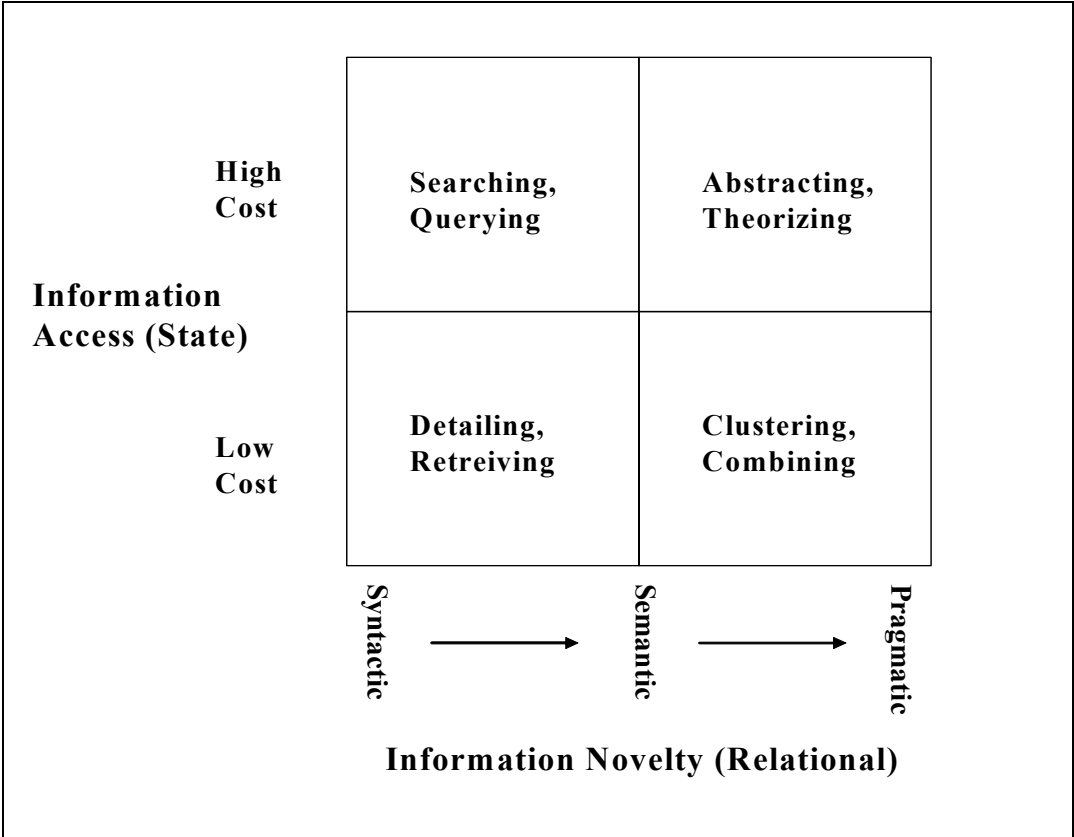 High
Cost
Searching,
Querying
Abstracting,
Theorizing
Information
Access (State)
Low
Cost
Detailing,
Retreiving
Clustering,
Combining
Syntactic
Semantic
Pragmatic
Information Novelty (Relational)